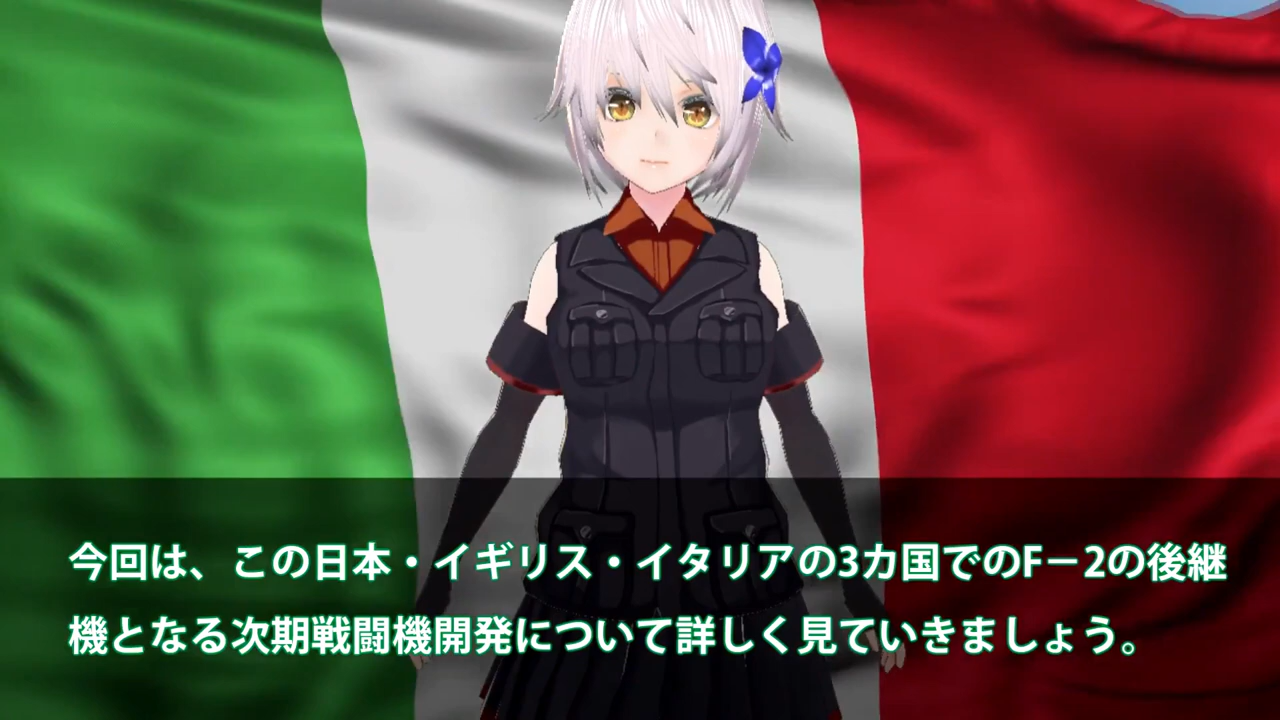 今回は、この日本・イギリス・イタリアの3カ国でのF－2の後継
機となる次期戦闘機開発について詳しく見ていきましょう。